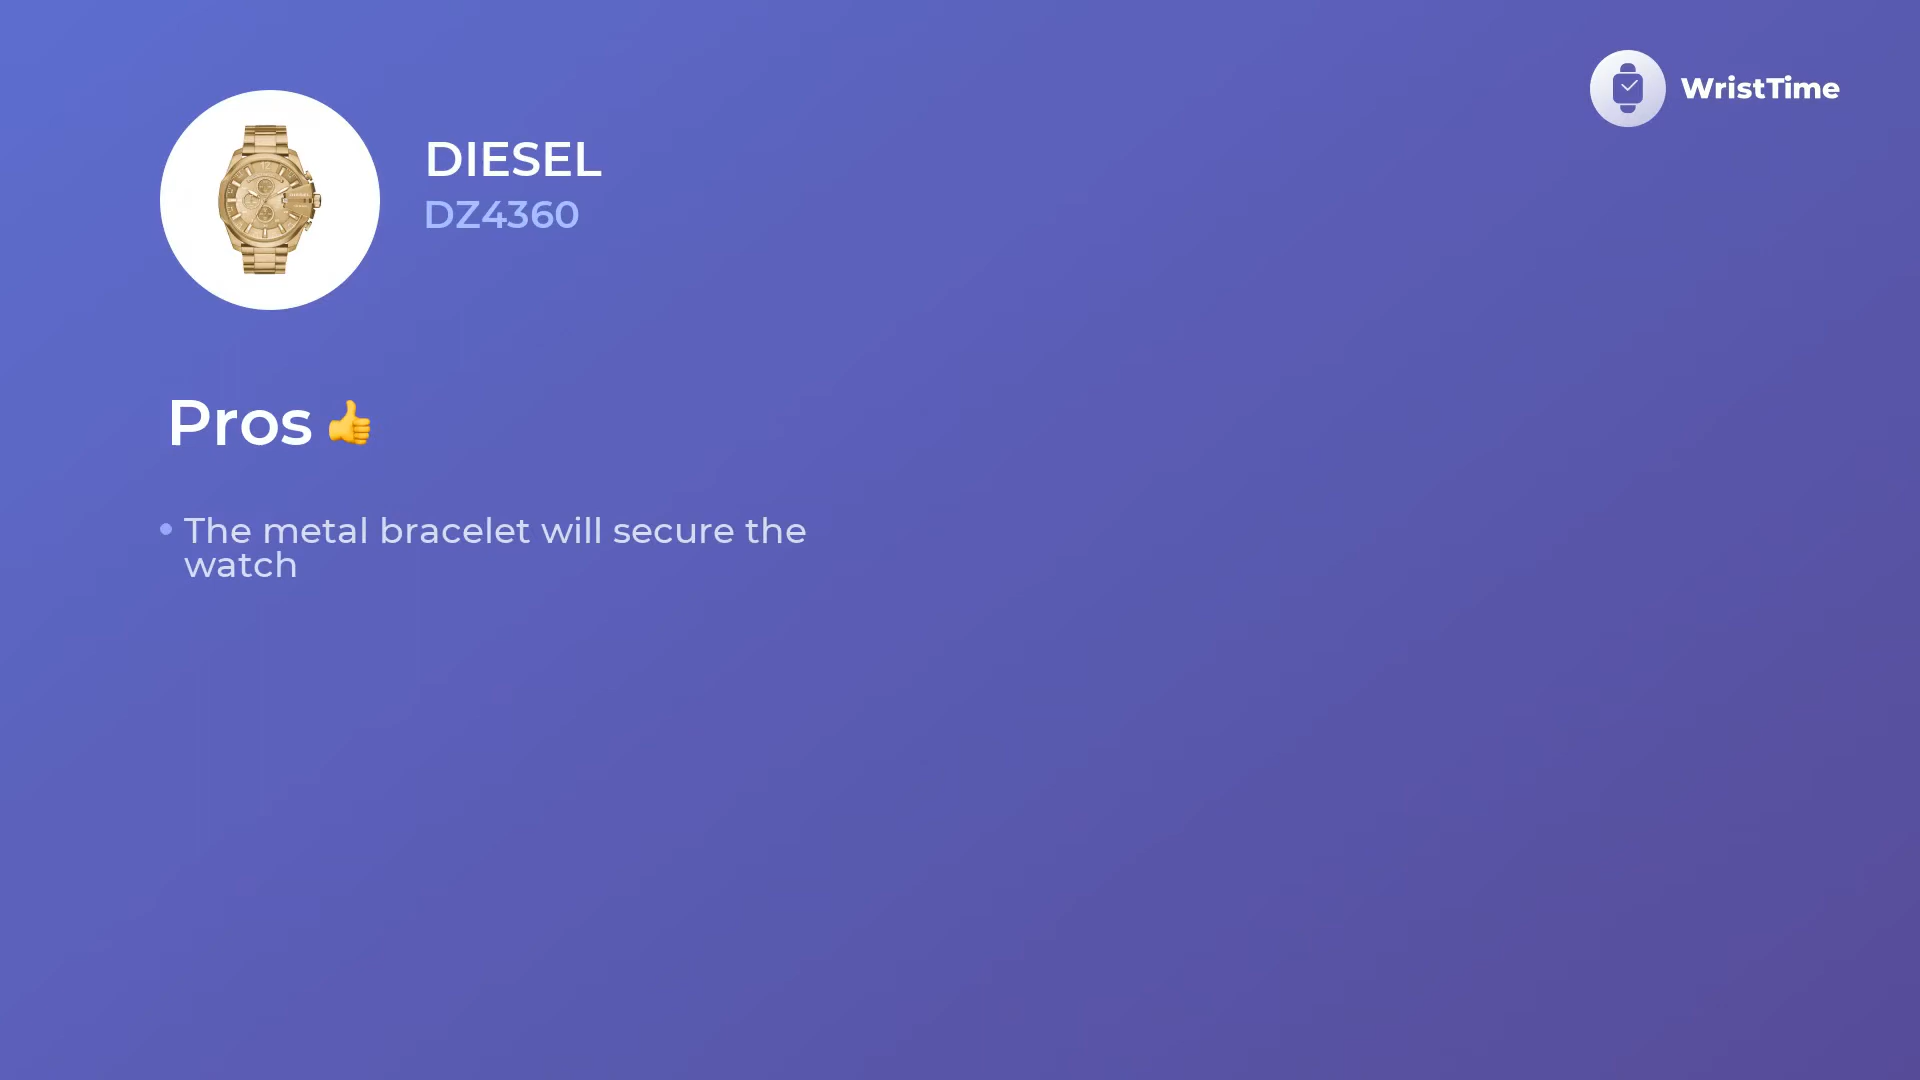 WristTime
DIESEL
DZ4360
Pros 👍
• The metal bracelet will secure the
watch